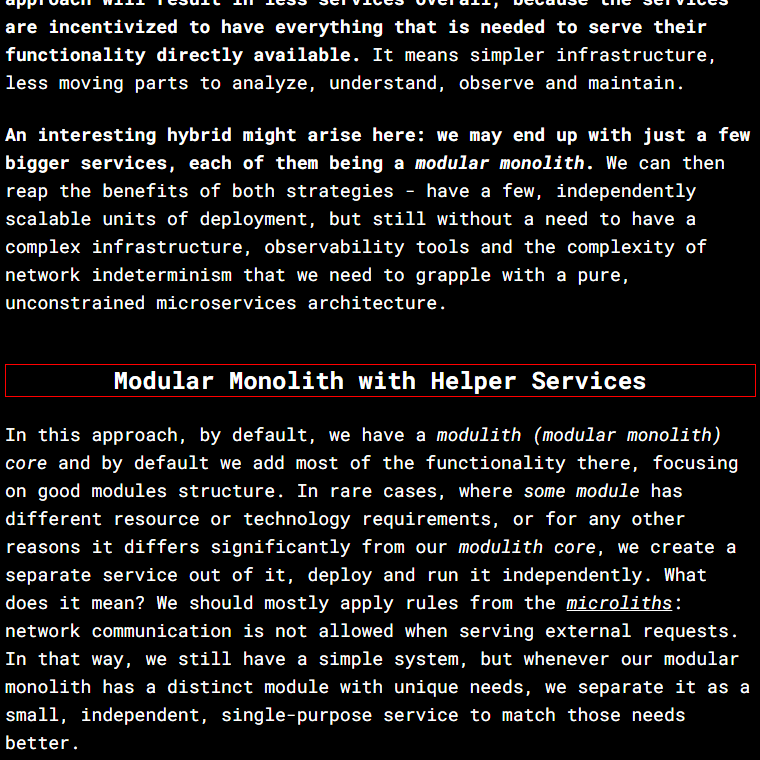 approach will result in less services overall, because the services
are incentivized to have everything that is needed to serve their
functionality directly available. It means simpler infrastructure,
less moving parts to analyze, understand, observe and maintain.
An interesting hybrid might arise here: we may end up with just a few
bigger services, each of them being a modular monolith. We can then
reap the benefits of both strategies - have a few, independently
scalable units of deployment, but still without a need to have a
complex infrastructure, observability tools and the complexity of
network indeterminism that we need to grapple with a pure,
unconstrained microservices architecture.
Modular Monolith with Helper Services
In this approach, by default, we have a modulith (modular monolith)
core and by default we add most of the functionality there, focusing
on good modules structure. In rare cases, where some module has
different resource or technology requirements, or for any other
reasons it differs significantly from our modulith core, we create a
separate service out of it, deploy and run it independently. What
does it mean? We should mostly apply rules from the microliths:
network communication is not allowed when serving external requests.
In that way, we still have a simple system, but whenever our modular
monolith has a distinct module with unique needs, we separate it as a
small, independent, single-purpose service to match those needs
better.